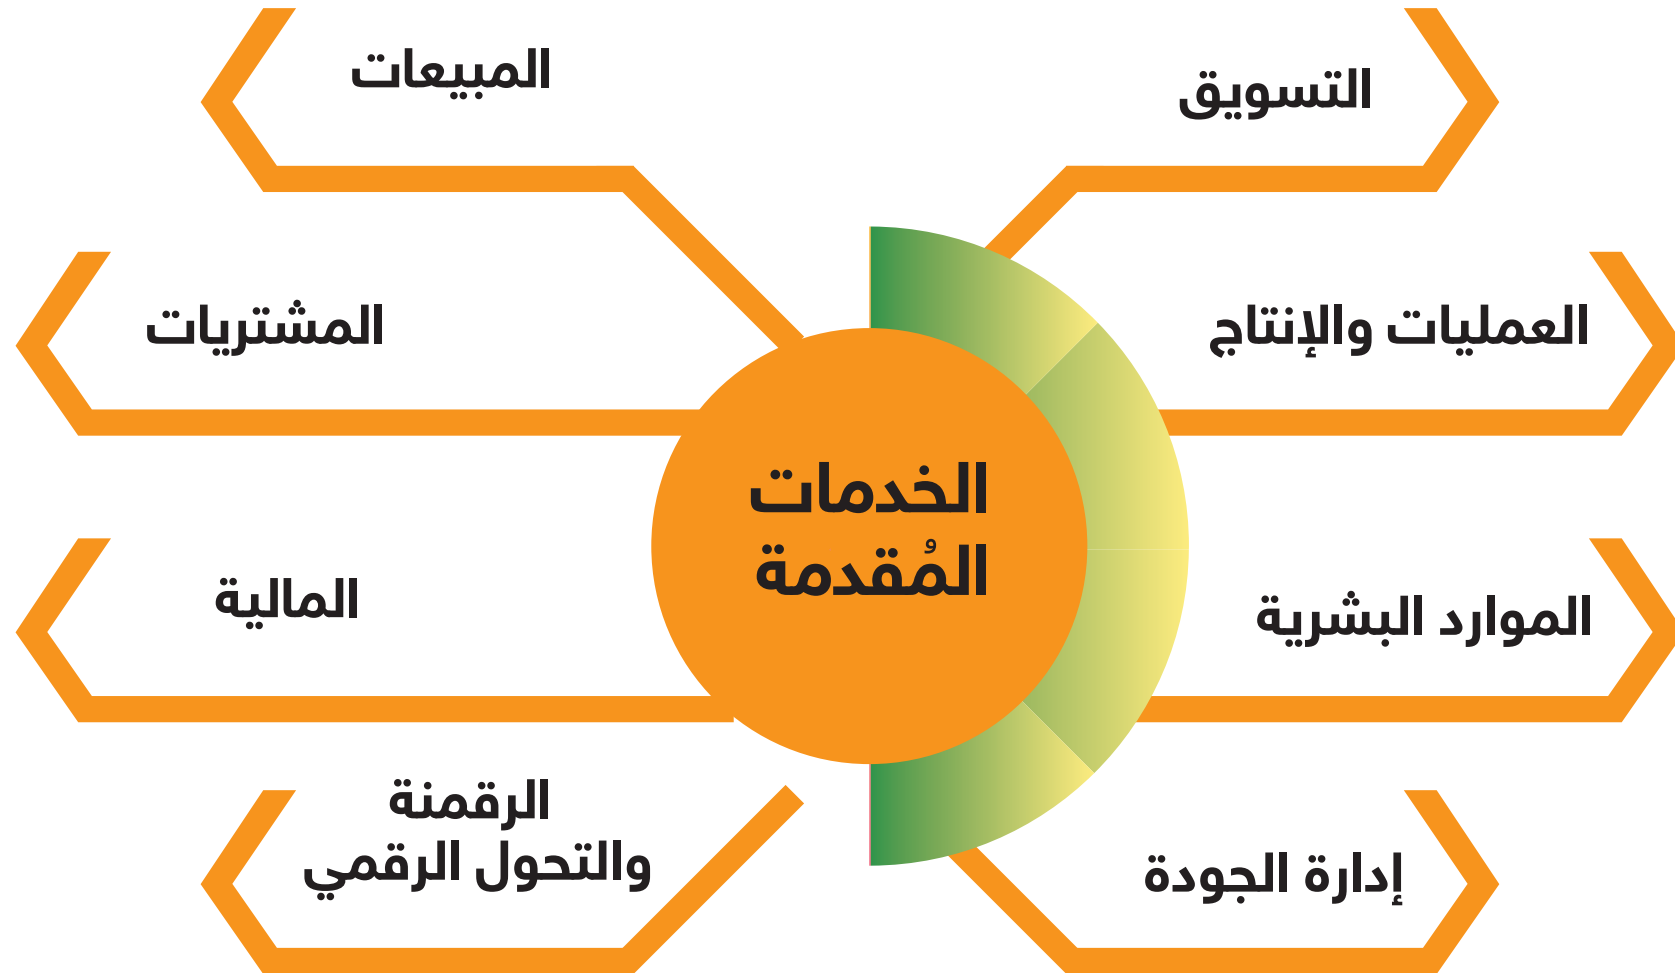 التسويق
المبيعات
العمليات والإنتاج
المشتريات
الخدمات
المُقدمة
الموارد البشرية
المالية
إدارة الجودة
الرقمنة
والتحول الرقمي